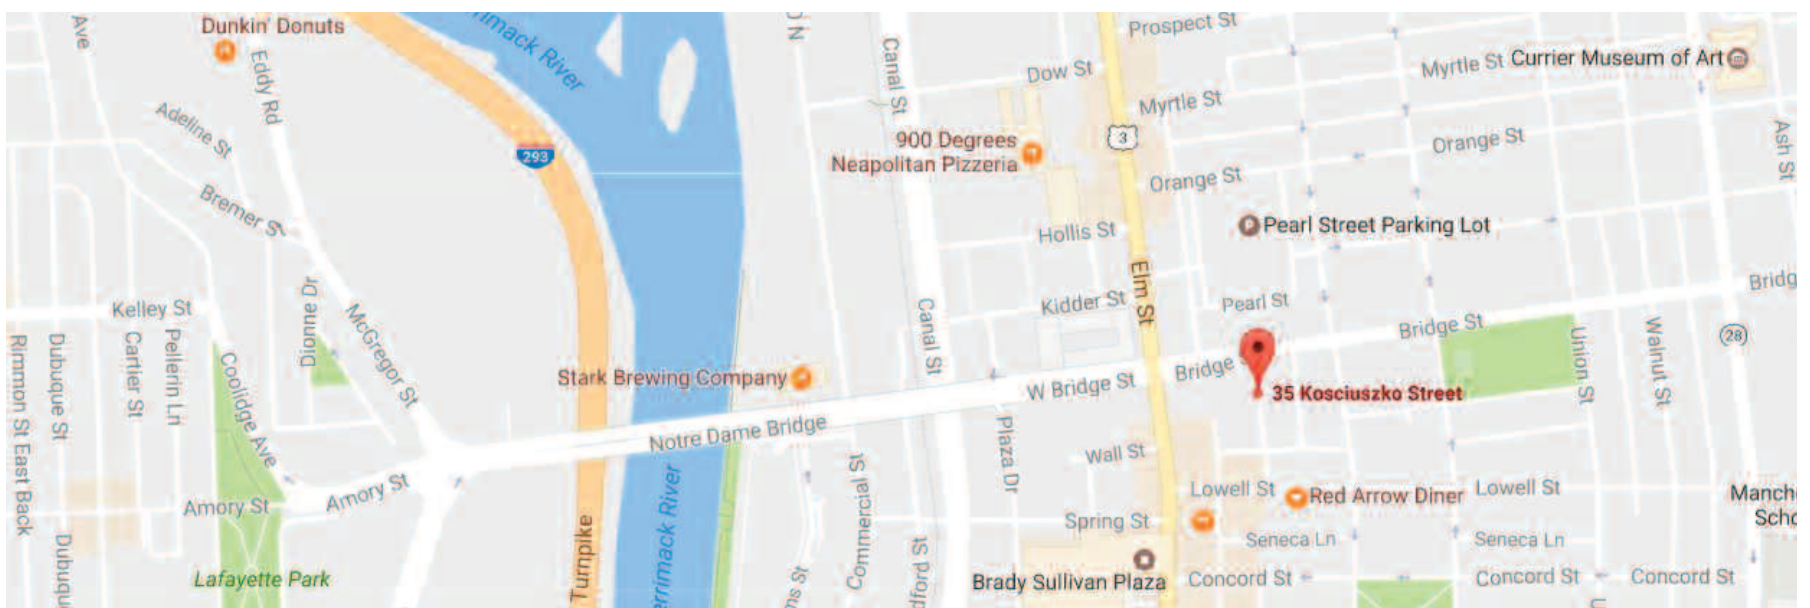 Dunkin' Donuts
Ave
Eddy Rd
Adeline St
Bremer St
Kelley St
Dionne Dr
McGregor St
Rimmon St East Back
Dubuque St
Cartier St
Pellerin Ln
Coolidge Ave
Amory St
Amory St
Lafayette Park
293
Turnpike
Notre Dame Bridge
Stark Brewing Company
Canal St
Canal St
Commercial St
Plaza Dr
Dow St
900 Degrees
Neapolitan Pizzeria
Hollis St
Kidder St
W Bridge St
Wall St
Spring St
Brady Sullivan Plaza
3
Elm St
Prospect St
Myrtle St
Myrtle St
Currier Museum of Art
Orange St
Orange St
Ash St
Pearl Street Parking Lot
Pearl St
Bridge
Bridge St
Bridg
35 Kosciuszko Street
Union St
Walnut St
28
Lowell St
Red Arrow Diner
Lowell St
Seneca Ln
Seneca Ln
Concord St
Concord St
Concord St
Manch
Scho